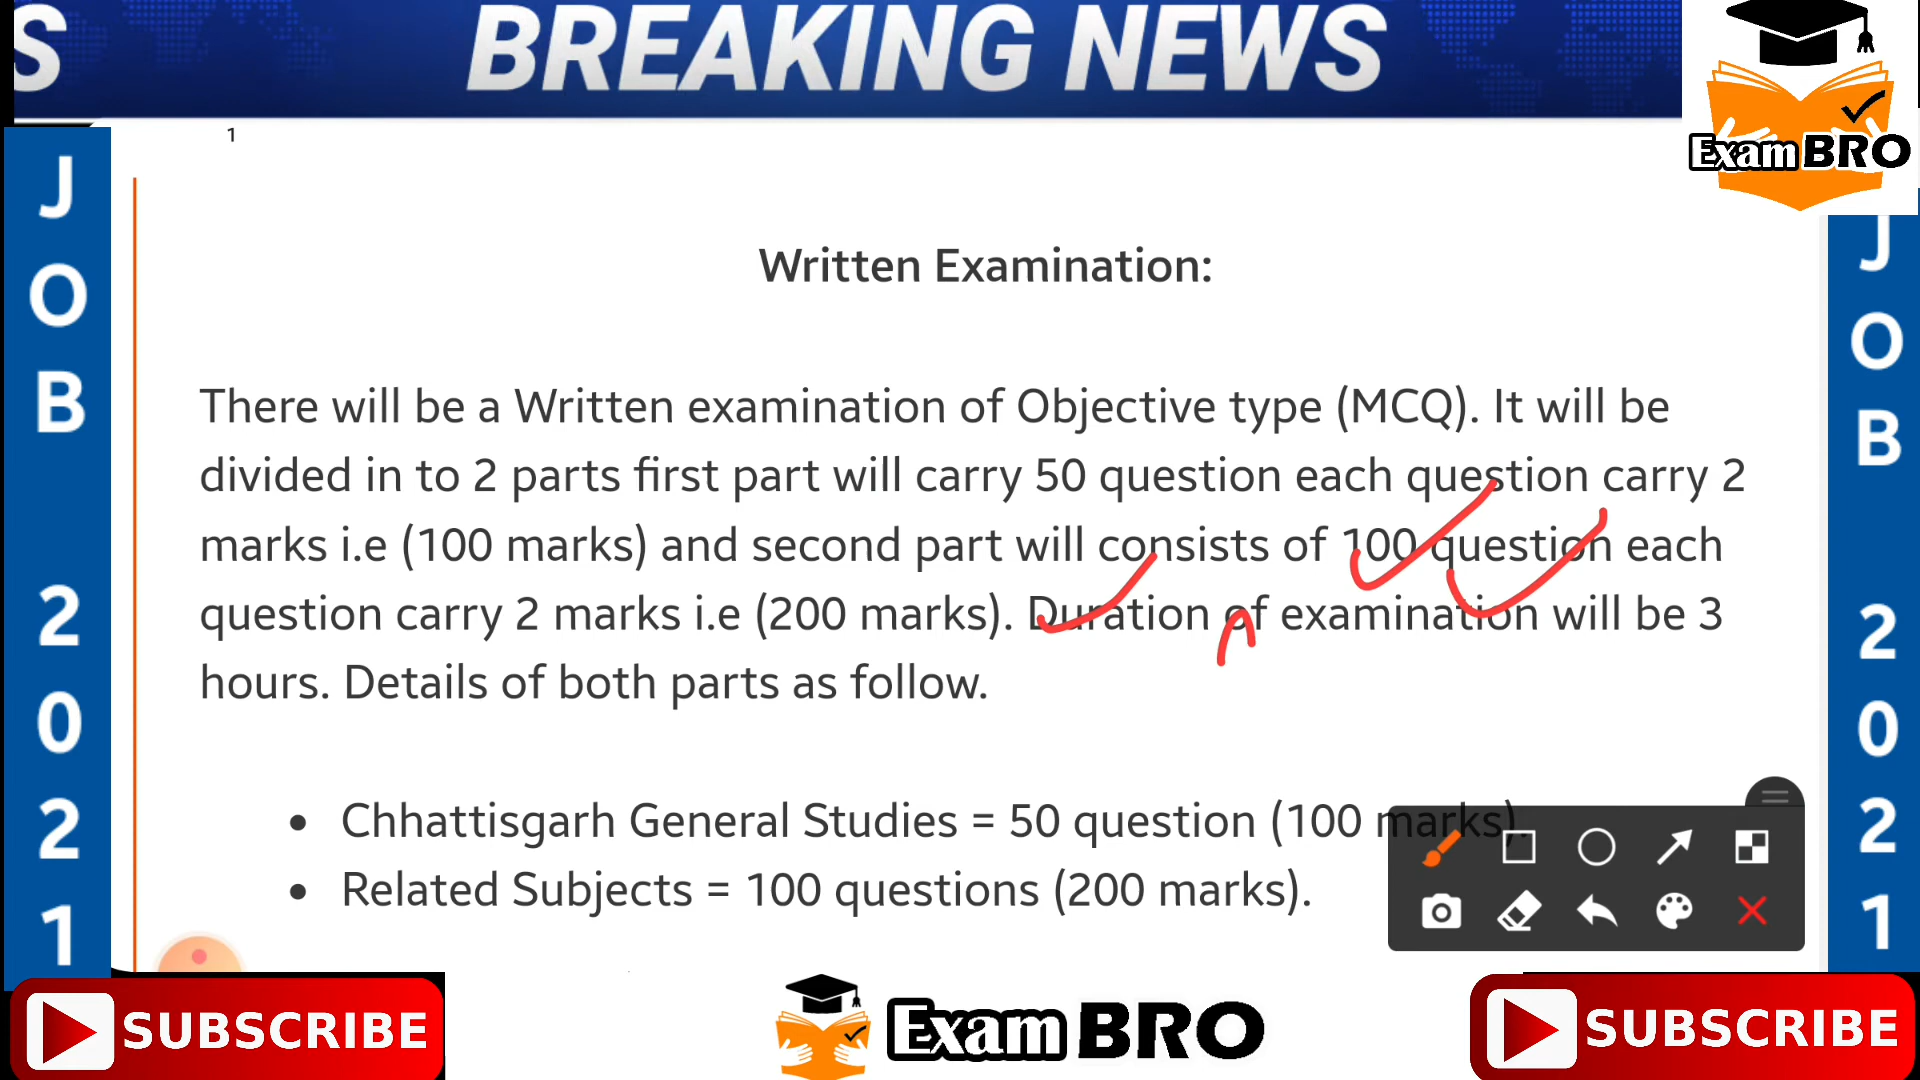 S BREAKING NEWS
Exam BRO
1
JOB 2021
JOB 2021
Written Examination:
There will be a Written examination of Objective type (MCQ). It will be
divided in to 2 parts first part will carry 50 question each question carry 2
marks i.e (100 marks) and second part will consists of 100 question each
question carry 2 marks i.e (200 marks). Duration of examination will be 3
hours. Details of both parts as follow.
• Chhattisgarh General Studies = 50 question (100 marks).
• Related Subjects = 100 questions (200 marks).
SUBSCRIBE
Exam BRO
SUBSCRIBE